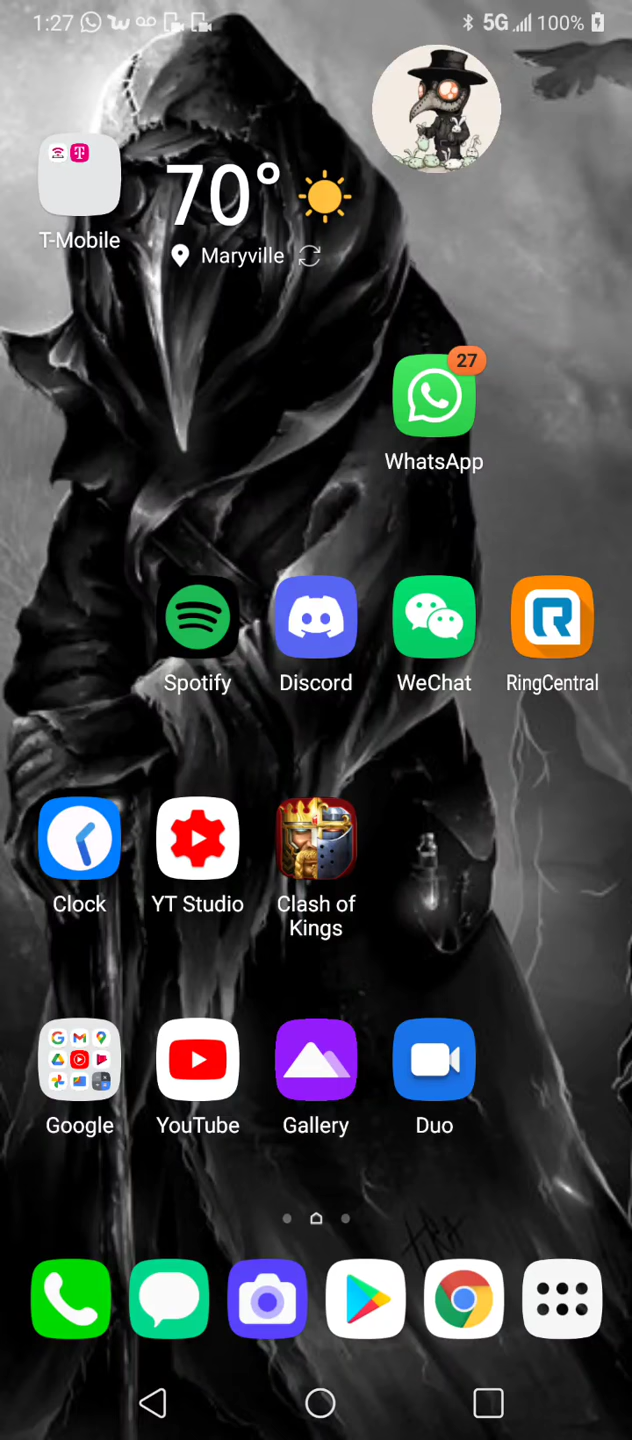 1:27
5G
100%
T-Mobile
70°
Maryville
27
WhatsApp
Spotify
Discord
WeChat
RingCentral
Clock
YT Studio
Clash of
Kings
Google
YouTube
Gallery
Duo